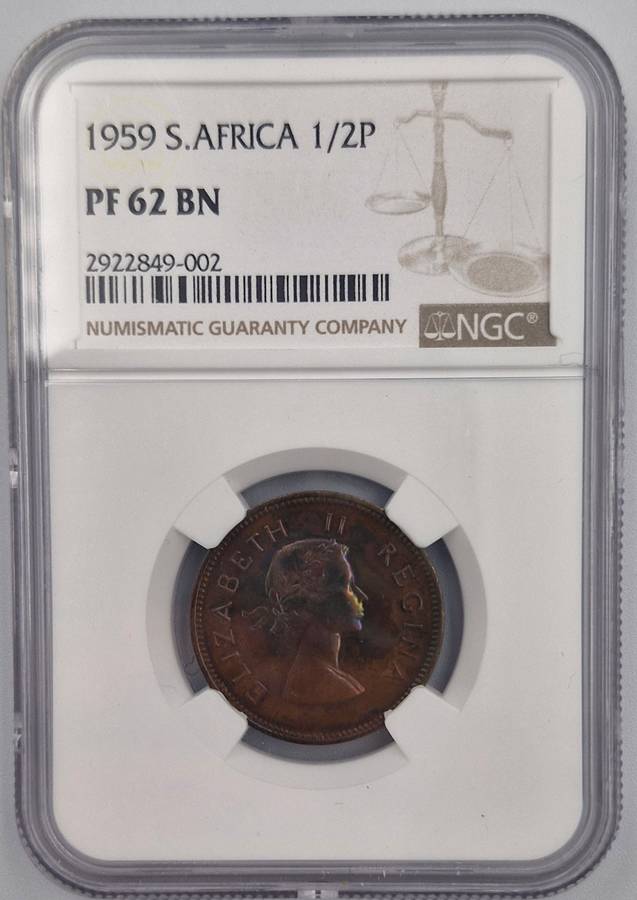 1959 S.AFRICA 1/2P
PF 62 BN
2922849-002
NUMISMATIC GUARANTY COMPANY
NGC®
ELIZABETH II REGINA